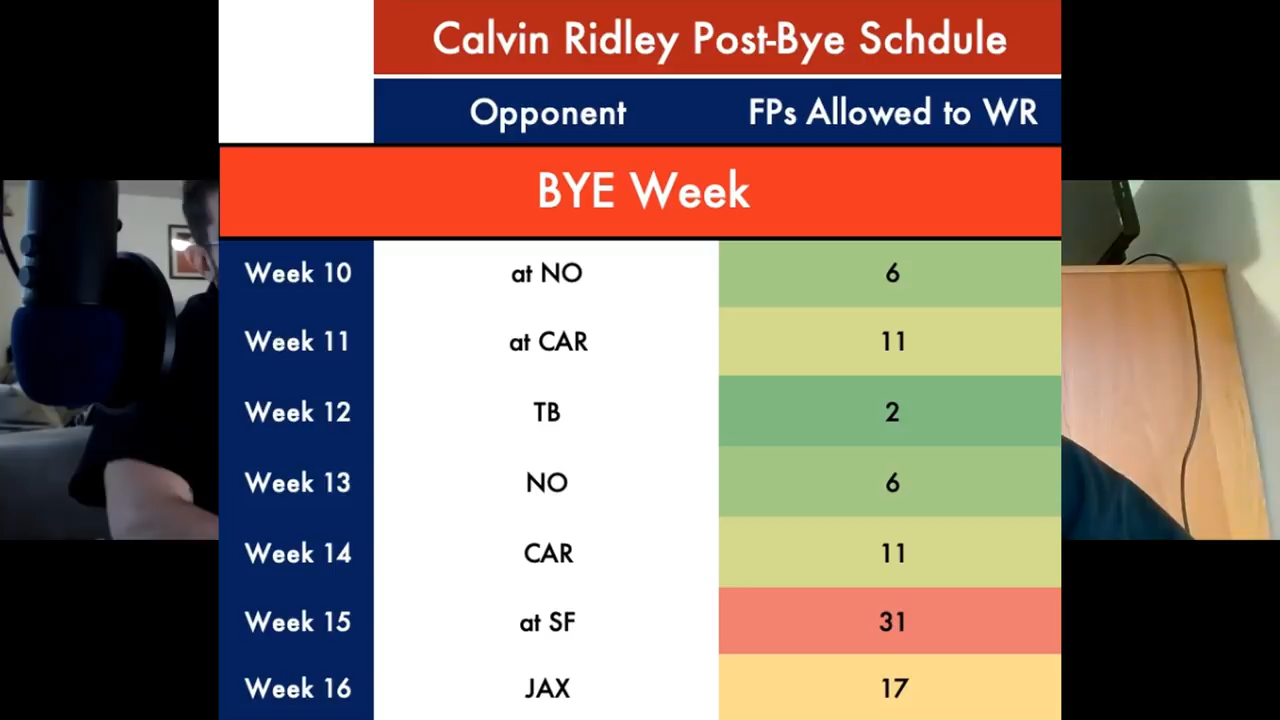 Calvin Ridley Post-Bye Schdule
Opponent FPs Allowed to WR
BYE Week
Week 10 at NO 6
Week 11 at CAR 11
Week 12 TB 2
Week 13 NO 6
Week 14 CAR 11
Week 15 at SF 31
Week 16 JAX 17